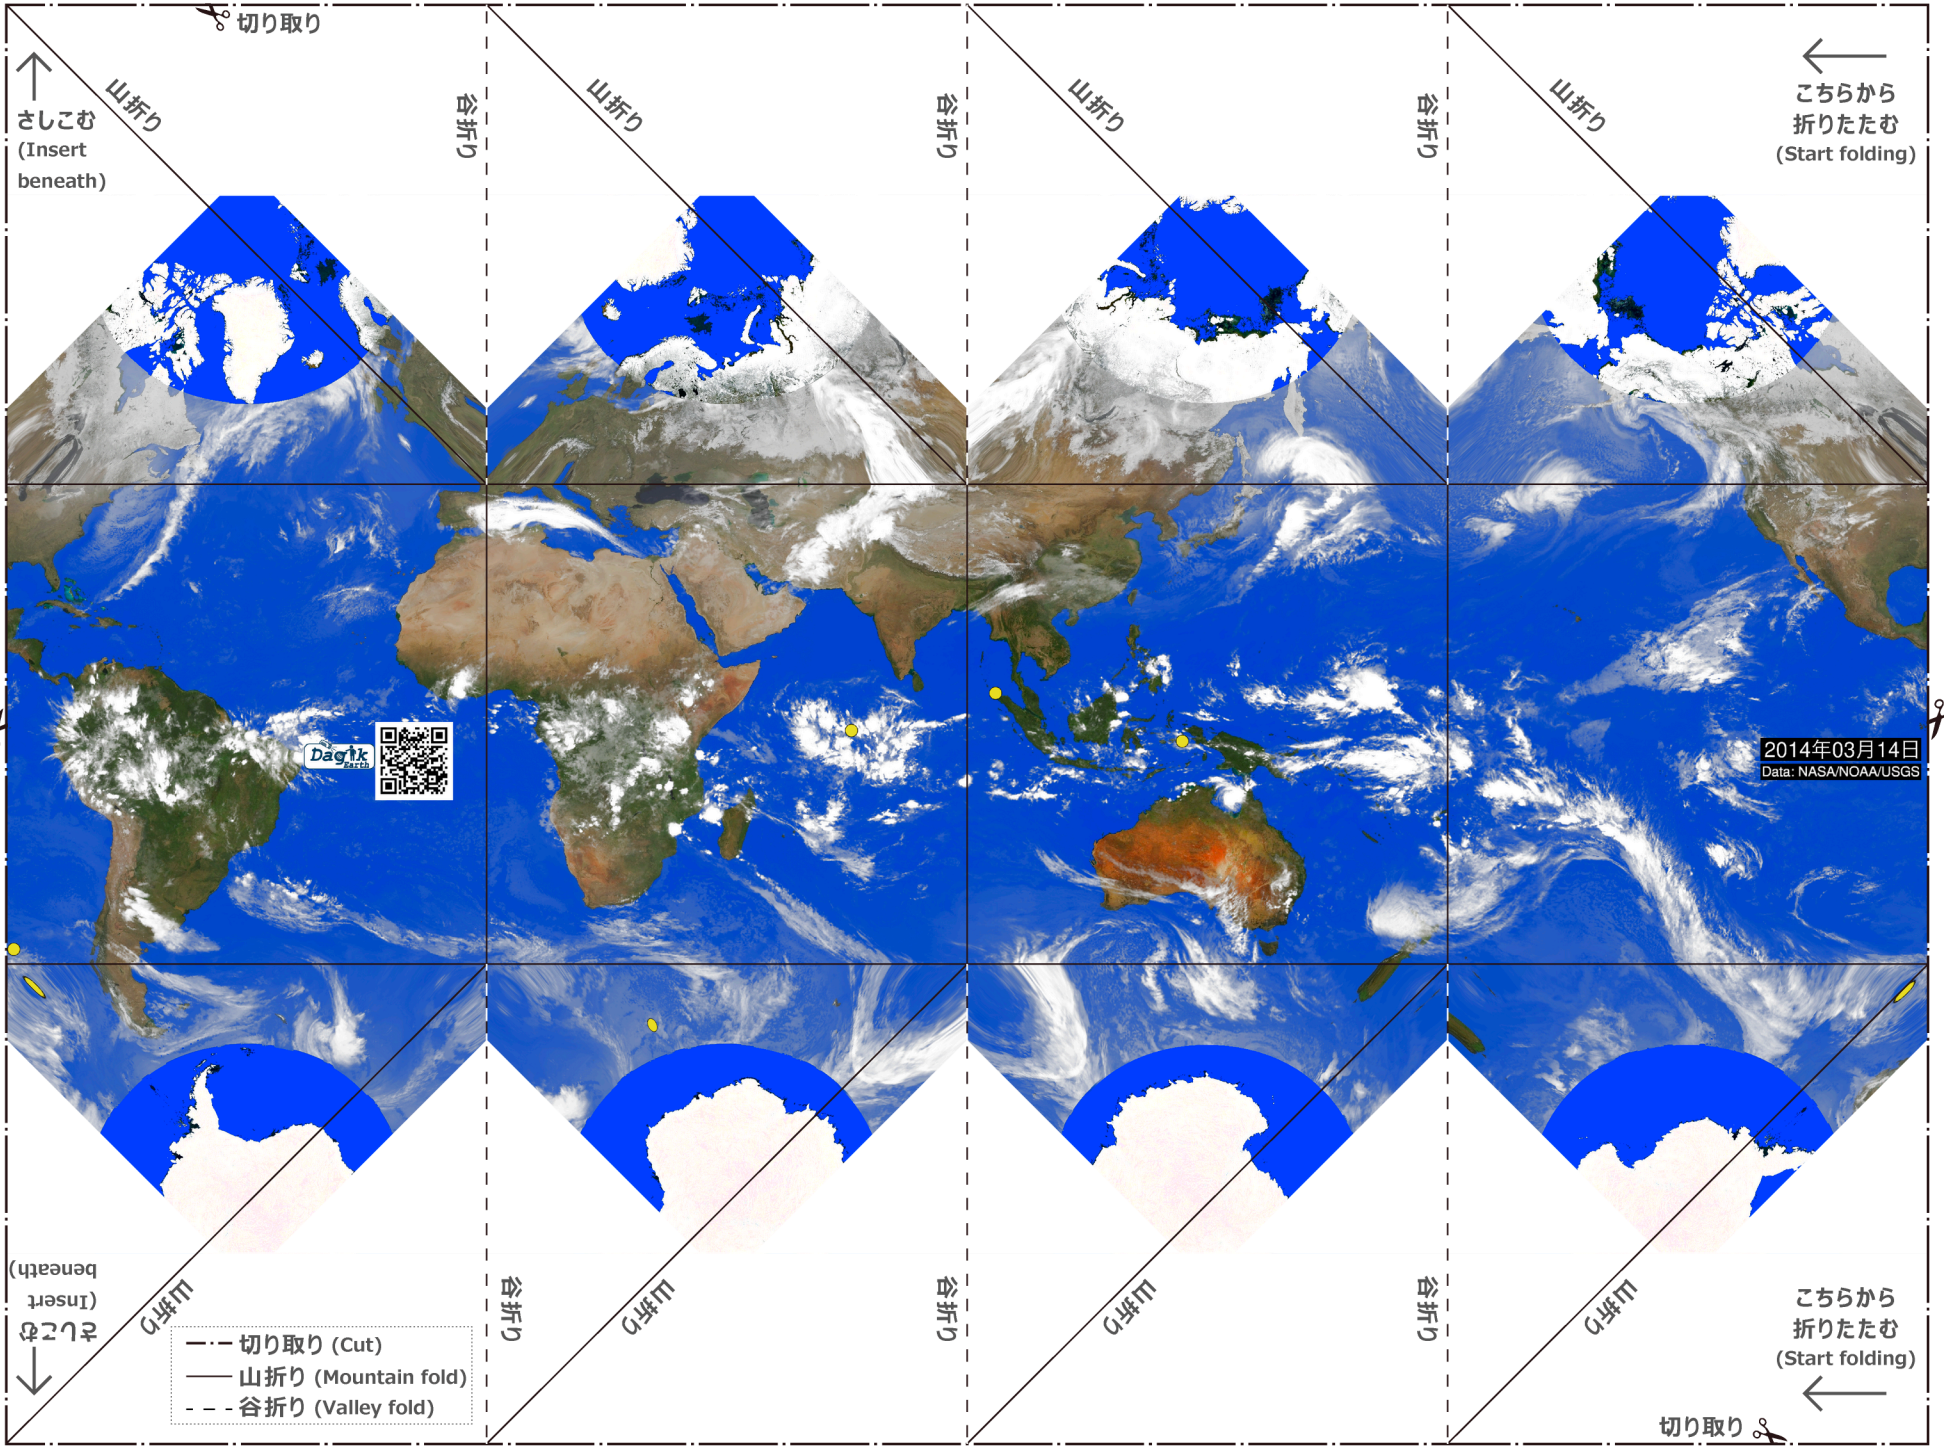 切り取り
山折り
谷折り
山折り
谷折り
山折り
谷折り
山折り
こちらから
折りたたむ
(Start folding)
さしこむ
(Insert
beneath)
Dagik
Earth
2014年03月14日
Data: NASA/NOAA/USGS
さしこむ
(Insert
beneath)
山折り
谷折り
山折り
谷折り
山折り
谷折り
山折り
こちらから
折りたたむ
(Start folding)
切り取り (Cut)
山折り (Mountain fold)
谷折り (Valley fold)
切り取り